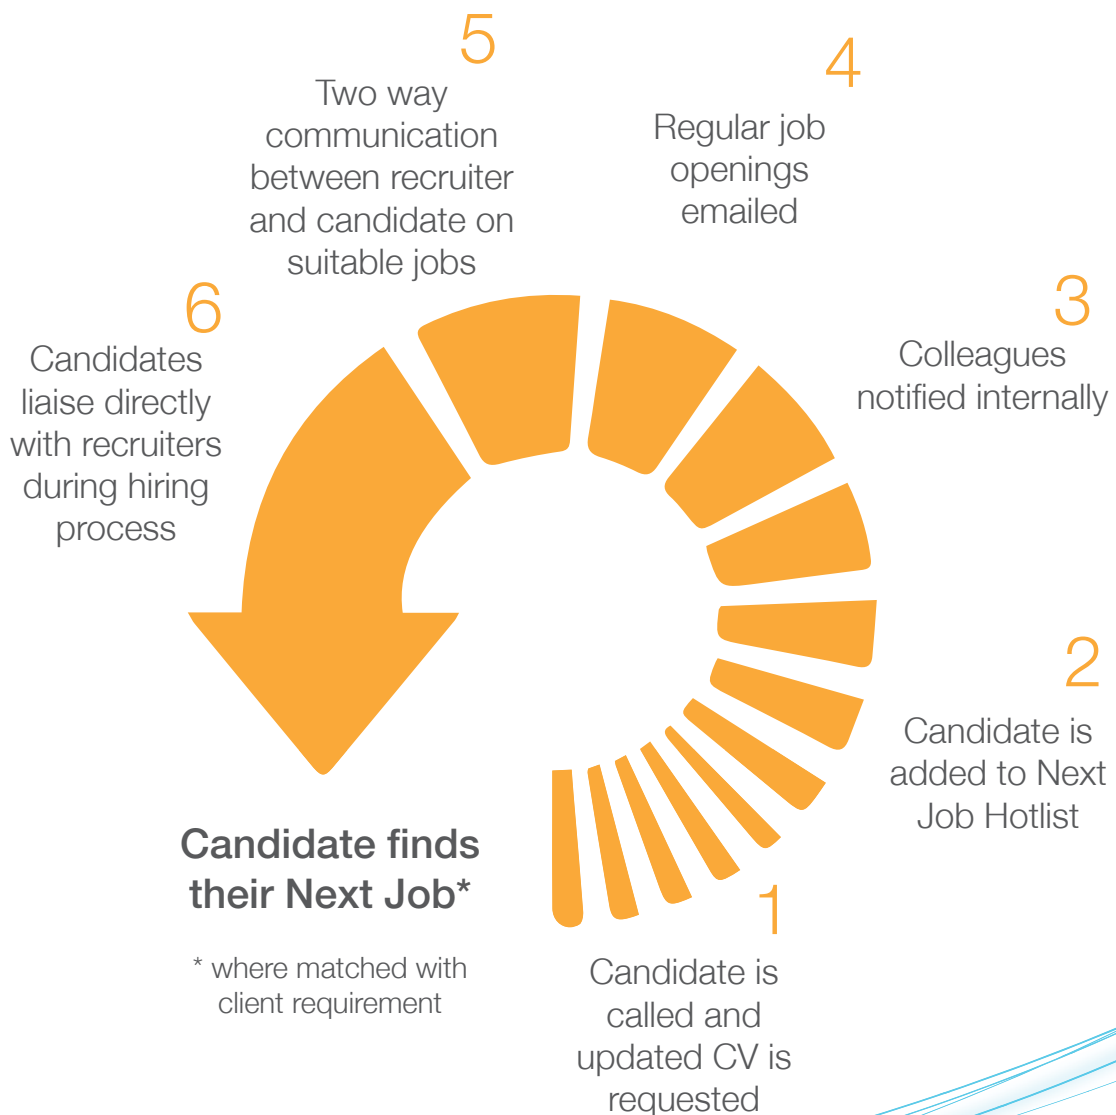 5
Two way
communication
between recruiter
and candidate on
suitable jobs
4
Regular job
openings
emailed
3
Colleagues
notified internally
6
Candidates
liaise directly
with recruiters
during hiring
process
2
Candidate is
added to Next
Job Hotlist
Candidate finds
their Next Job*
* where matched with
client requirement
1
Candidate is
called and
updated CV is
requested